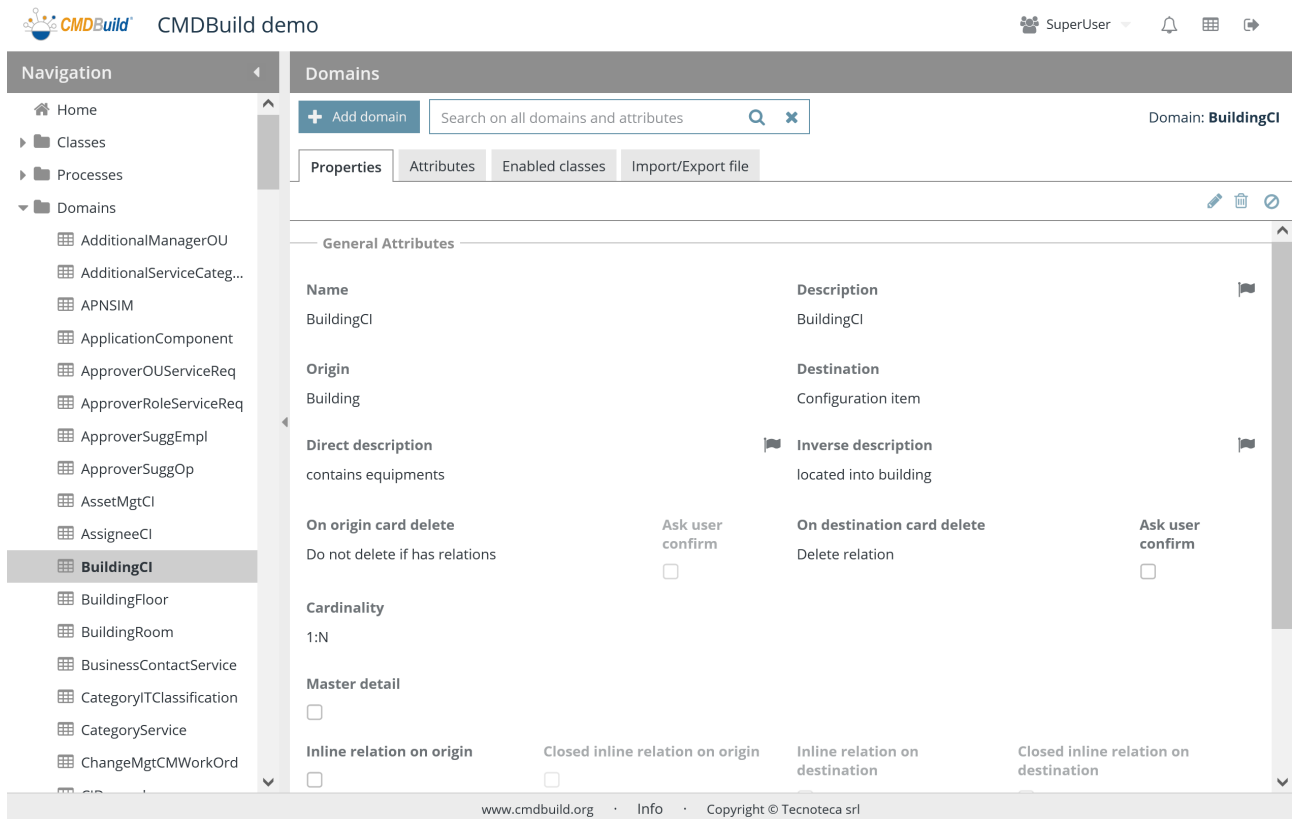 CMDBuild CMDBuild demo SuperUser
Navigation
Domains
Home
Classes
Processes
Domains
AdditionalManagerOU
AdditionalServiceCateg...
APNSIM
ApplicationComponent
ApproverOUServiceReq
ApproverRoleServiceReq
ApproverSuggEmpl
ApproverSuggOp
AssetMgtCI
AssigneeCI
BuildingCI
BuildingFloor
BuildingRoom
BusinessContactService
CategoryITClassification
CategoryService
ChangeMgtCMWorkOrd
Add domain Search on all domains and attributes Domain: BuildingCI
Properties Attributes Enabled classes Import/Export file
General Attributes
Name Description
BuildingCI BuildingCI
Origin Destination
Building Configuration item
Direct description Inverse description
contains equipments located into building
On origin card delete Ask user confirm On destination card delete Ask user confirm
Do not delete if has relations Delete relation
Cardinality
1:N
Master detail
Inline relation on origin Closed inline relation on origin Inline relation on destination Closed inline relation on destination
www.cmdbuild.org · Info · Copyright © Tecnoteca srl